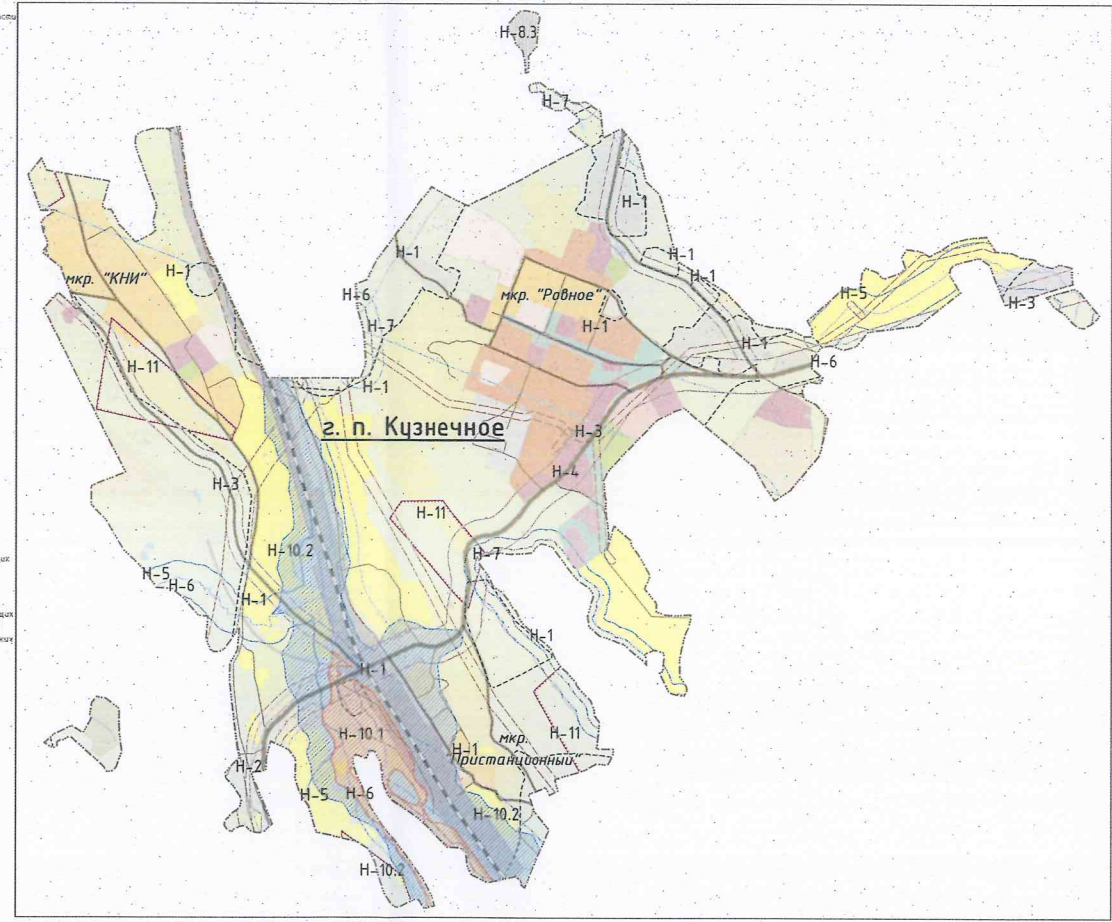 Н-8.3
Н-7
Н-1
Н-1
Н-1
Н-1
мкр. "КНИ"
Н-1
Н-6
мкр. "Ровное"
Н-5
Н-3
Н-7
Н-1
Н-1
Н-6
Н-11
Н-1
г. п. Кузнечное
Н-3
Н-4
Н-3
Н-11
Н-10.2
Н-7
Н-5
Н-6
Н-1
Н-1
Н-1
Н-10.1
Н-11
мкр.
Пристанционный"
Н-1
Н-2
Н-5
Н-6
Н-10.2
Н-10.2